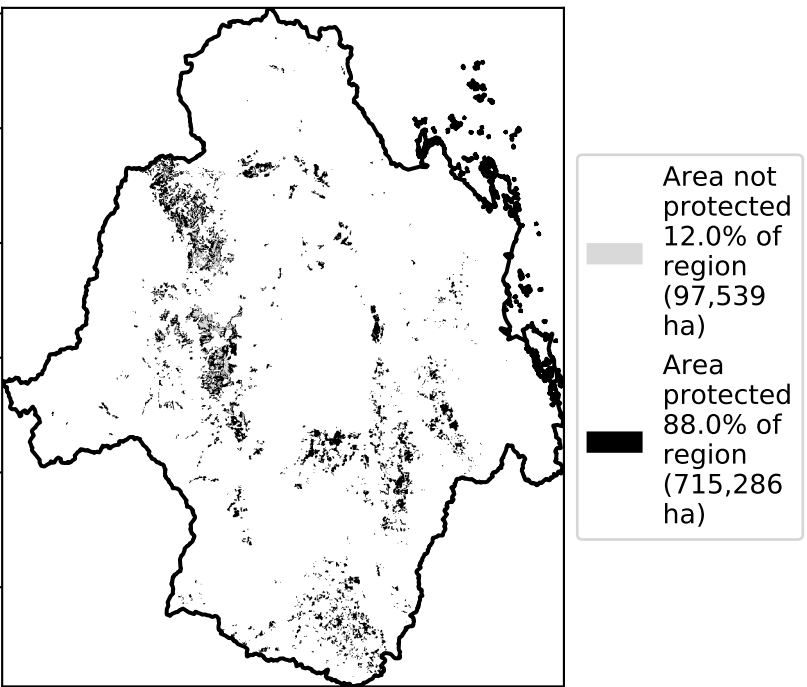 Area not
protected
12.0% of
region
(97,539
ha)
Area
protected
88.0% of
region
(715,286
ha)